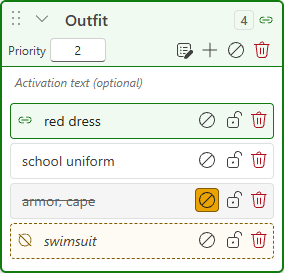 Outfit 4
Priority 2
Activation text (optional)
red dress
school uniform
armor, cape
swimsuit